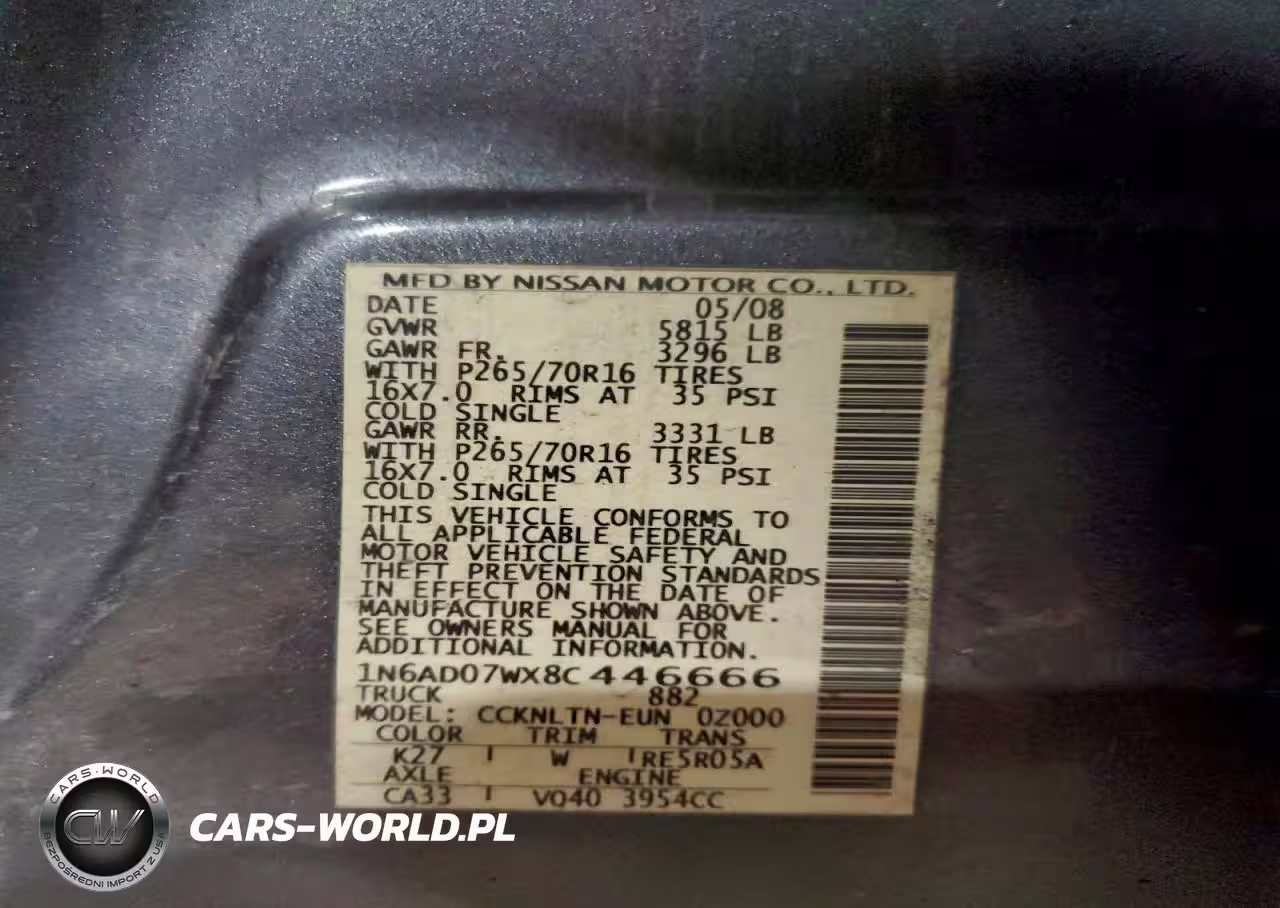 MFD BY NISSAN MOTOR CO., LTD.
DATE 05/08
GVWR 5815 LB
GAWR FR. 3296 LB
WITH P265/70R16 TIRES
16X7.0 RIMS AT 35 PSI
COLD SINGLE
GAWR RR. 3331 LB
WITH P265/70R16 TIRES
16X7.0 RIMS AT 35 PSI
COLD SINGLE
THIS VEHICLE CONFORMS TO
ALL APPLICABLE FEDERAL
MOTOR VEHICLE SAFETY AND
THEFT PREVENTION STANDARDS
IN EFFECT ON THE DATE OF
MANUFACTURE SHOWN ABOVE.
SEE OWNERS MANUAL FOR
ADDITIONAL INFORMATION.
1N6AD07WX8C446666
TRUCK 882
MODEL: CCKNLTN-EUN 0Z000
COLOR TRIM TRANS
K27 W RE5R05A
AXLE ENGINE
CA33 VQ40 3954CC
CARS-WORLD
CW
BEZPOŚREDNI IMPORT Z USA
CARS-WORLD.PL